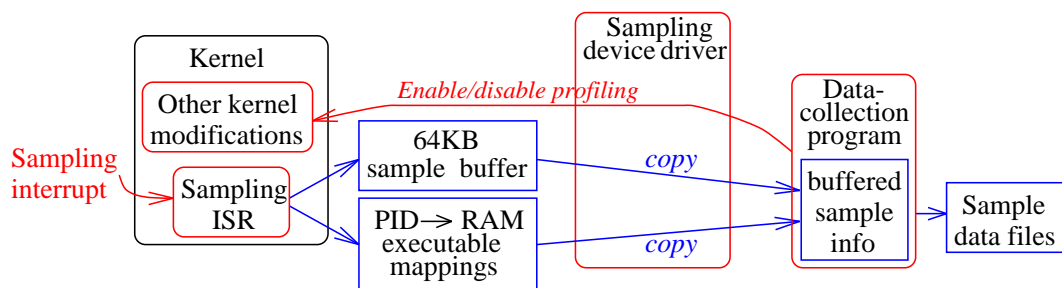 Kernel
Sampling
device driver
Other kernel
modifications
Enable/disable profiling
Data-
collection
program
Sampling
interrupt
Sampling
ISR
64KB
sample buffer
copy
buffered
sample
info
Sample
data files
PID→ RAM
executable
mappings
copy